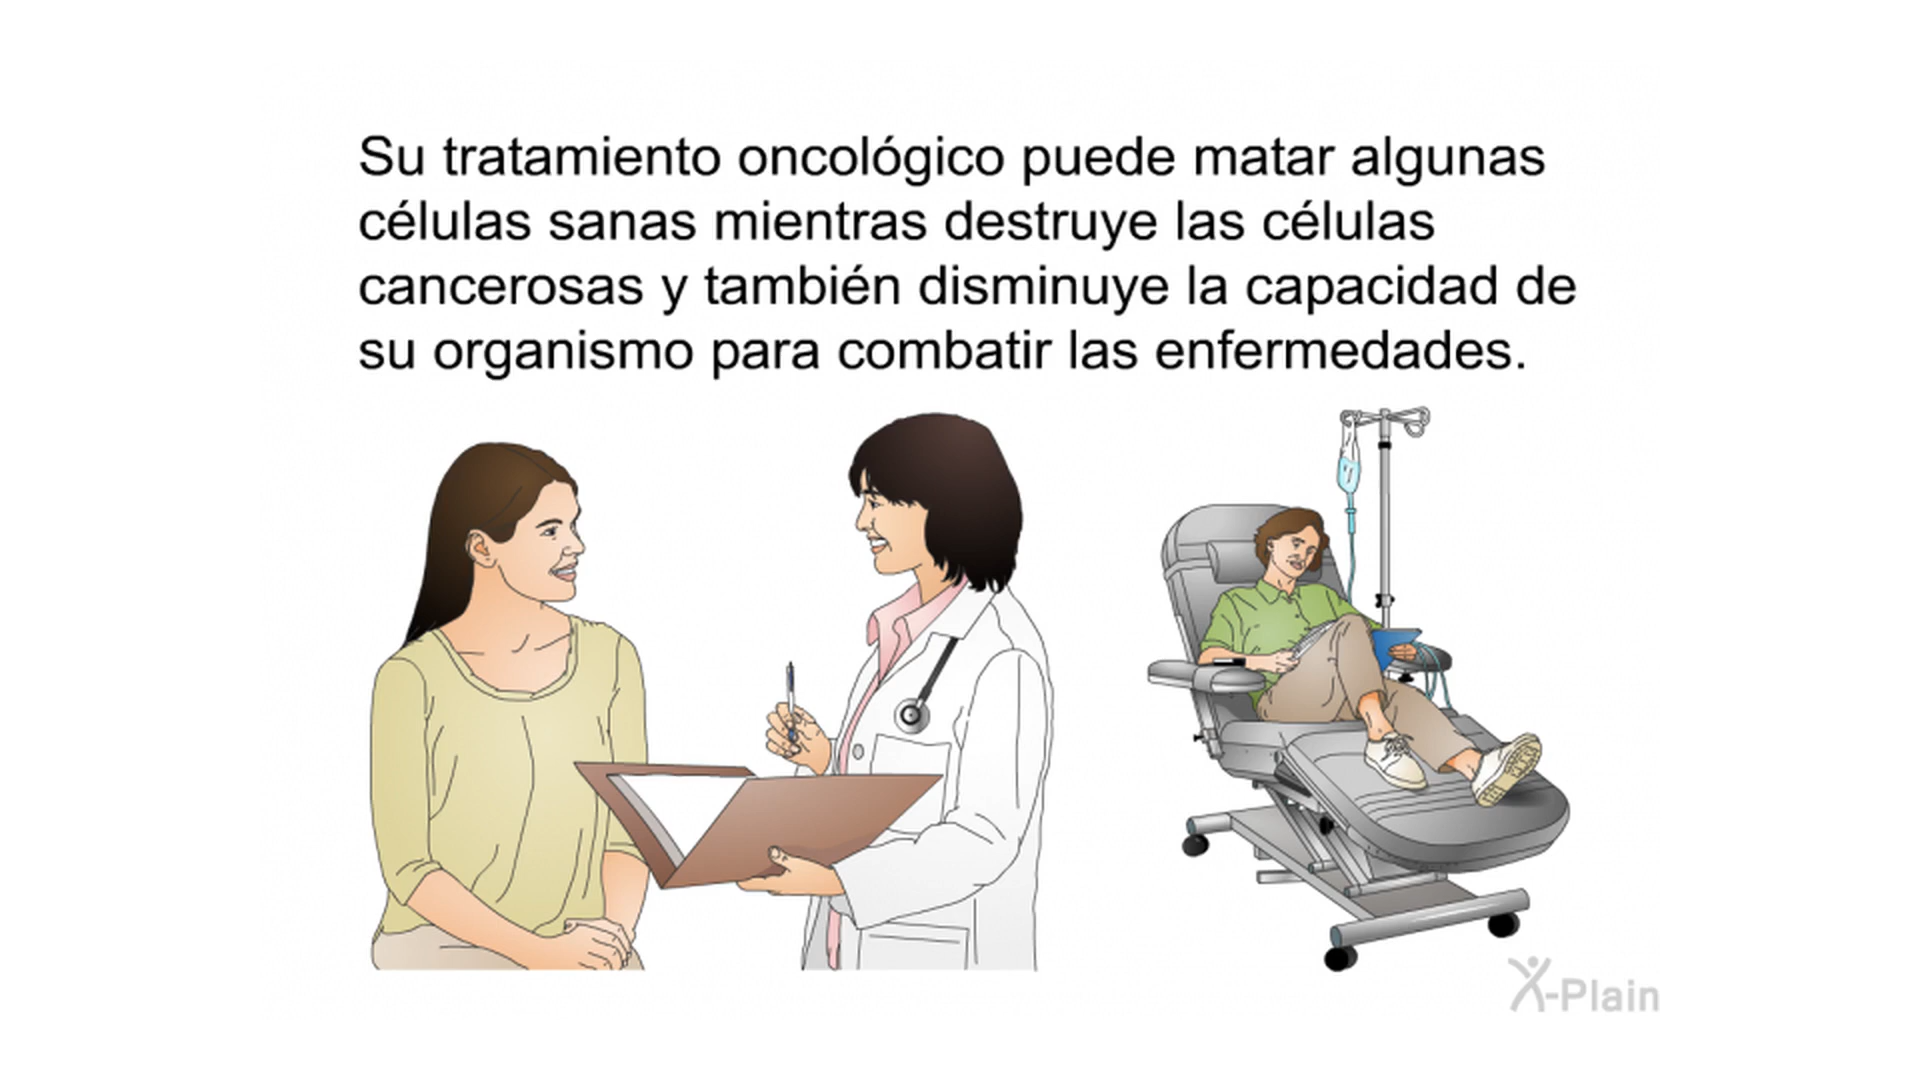 Su tratamiento oncológico puede matar algunas
células sanas mientras destruye las células
cancerosas y también disminuye la capacidad de
su organismo para combatir las enfermedades.
X-Plain